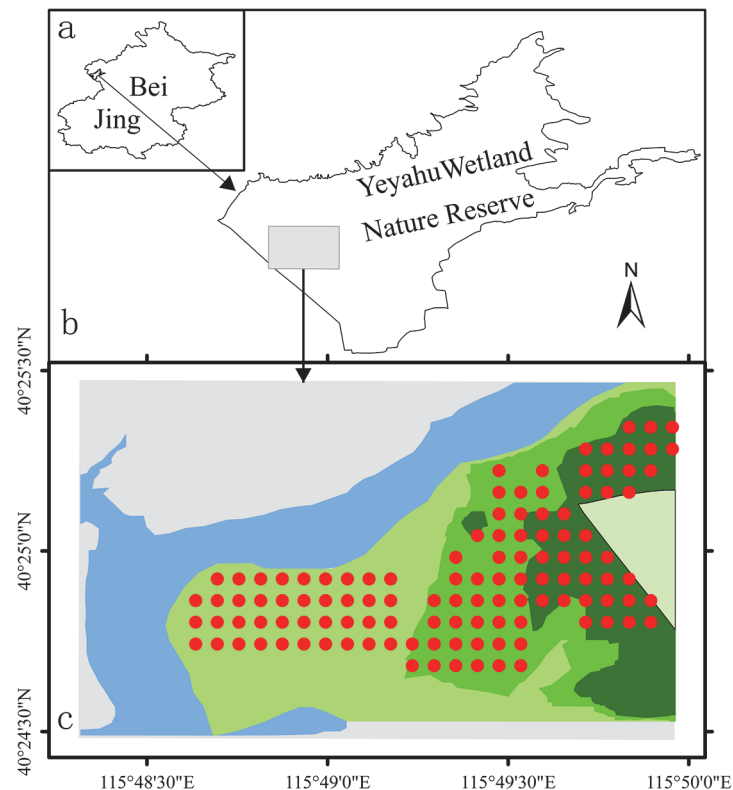 a
Bei
Jing
YeyahuWetland
Nature Reserve
N
b
40°25'30"N
40°25'0"N
40°24'30"N
c
115°48'30"E
115°49'0"E
115°49'30"E
115°50'0"E